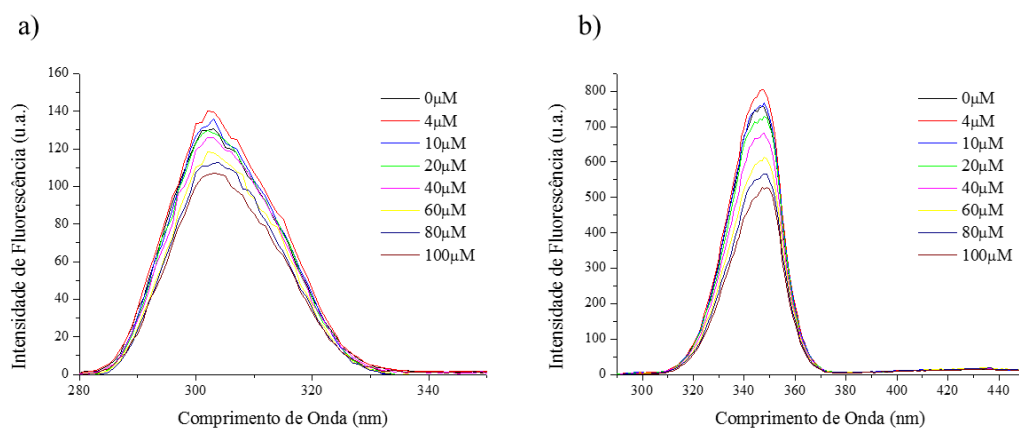 a)
Intensidade de Fluorescência (u.a.)
160
140
120
100
80
60
40
20
0
280
300
320
340
Comprimento de Onda (nm)
0µM
4µM
10µM
20µM
40µM
60µM
80µM
100µM
b)
Intensidade de Fluorescência (u.a.)
800
700
600
500
400
300
200
100
0
300
320
340
360
380
400
420
440
Comprimento de Onda (nm)
0µM
4µM
10µM
20µM
40µM
60µM
80µM
100µM